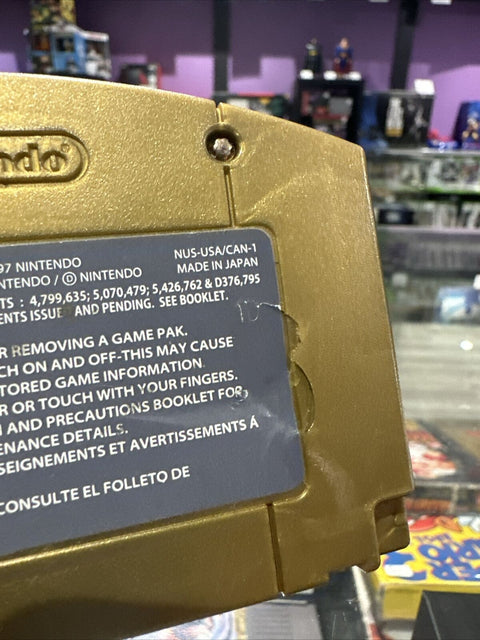 ndo®
97 NINTENDO
NTENDO / Ⓓ NINTENDO
NUS-USA/CAN-1
MADE IN JAPAN
TS : 4,799,635; 5,070,479; 5,426,762 & D376,795
ENTS ISSUE AND PENDING. SEE BOOKLET.
R REMOVING A GAME PAK.
CH ON AND OFF-THIS MAY CAUSE
TORED GAME INFORMATION.
R OR TOUCH WITH YOUR FINGERS.
N AND PRECAUTIONS BOOKLET FOR
ENANCE DETAILS.
SEIGNEMENTS ET AVERTISSEMENTS À
CONSULTE EL FOLLETO DE